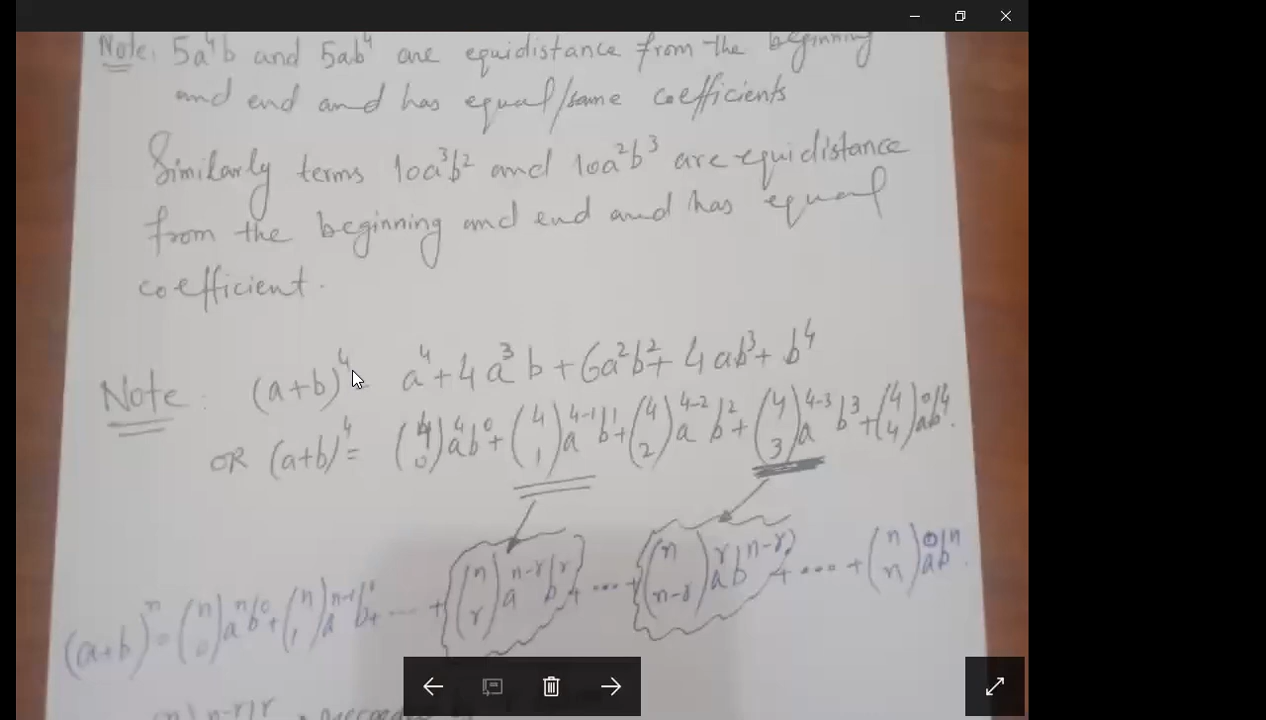 Note: 5a⁴b and 5ab⁴ are equidistance from the beginning
and end and has equal/same coefficients
Similarly terms 10a³b² and 10a²b³ are equidistance
from the beginning and end and has equal
coefficient.
Note: (a+b)⁴ = a⁴ + 4a³b + 6a²b² + 4ab³ + b⁴
OR (a+b)⁴ = (4 0)a⁴b⁰ + (4 1)a⁴⁻¹b¹ + (4 2)a⁴⁻²b² + (4 3)a⁴⁻³b³ + (4 4)a⁰b⁴.
(a+b)ⁿ = (n 0)aⁿb⁰ + (n 1)aⁿ⁻¹b¹ + ... + (n r)aⁿ⁻ʳbʳ + ... + (n n-r)aʳbⁿ⁻ʳ + ... + (n n)a⁰bⁿ.